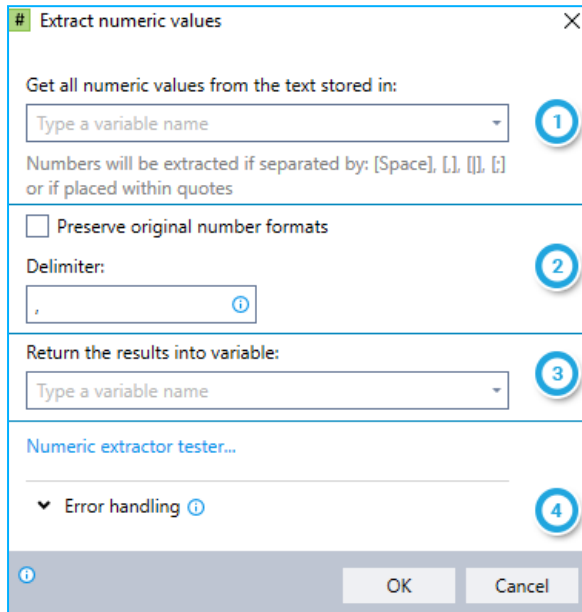 # Extract numeric values
Get all numeric values from the text stored in:
Type a variable name
1
Numbers will be extracted if separated by: [Space], [,], [|], [;]
or if placed within quotes
Preserve original number formats
2
Delimiter:
,
Return the results into variable:
3
Type a variable name
Numeric extractor tester...
Error handling
4
OK Cancel